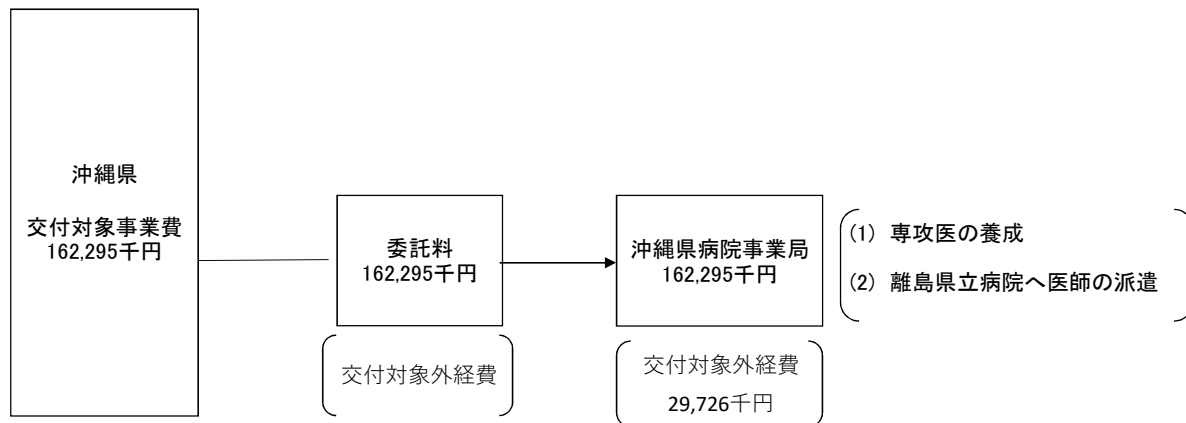 沖縄県
交付対象事業費
162,295千円
委託料
162,295千円
交付対象外経費
沖縄県病院事業局
162,295千円
交付対象外経費
29,726千円
(1) 専攻医の養成
(2) 離島県立病院へ医師の派遣